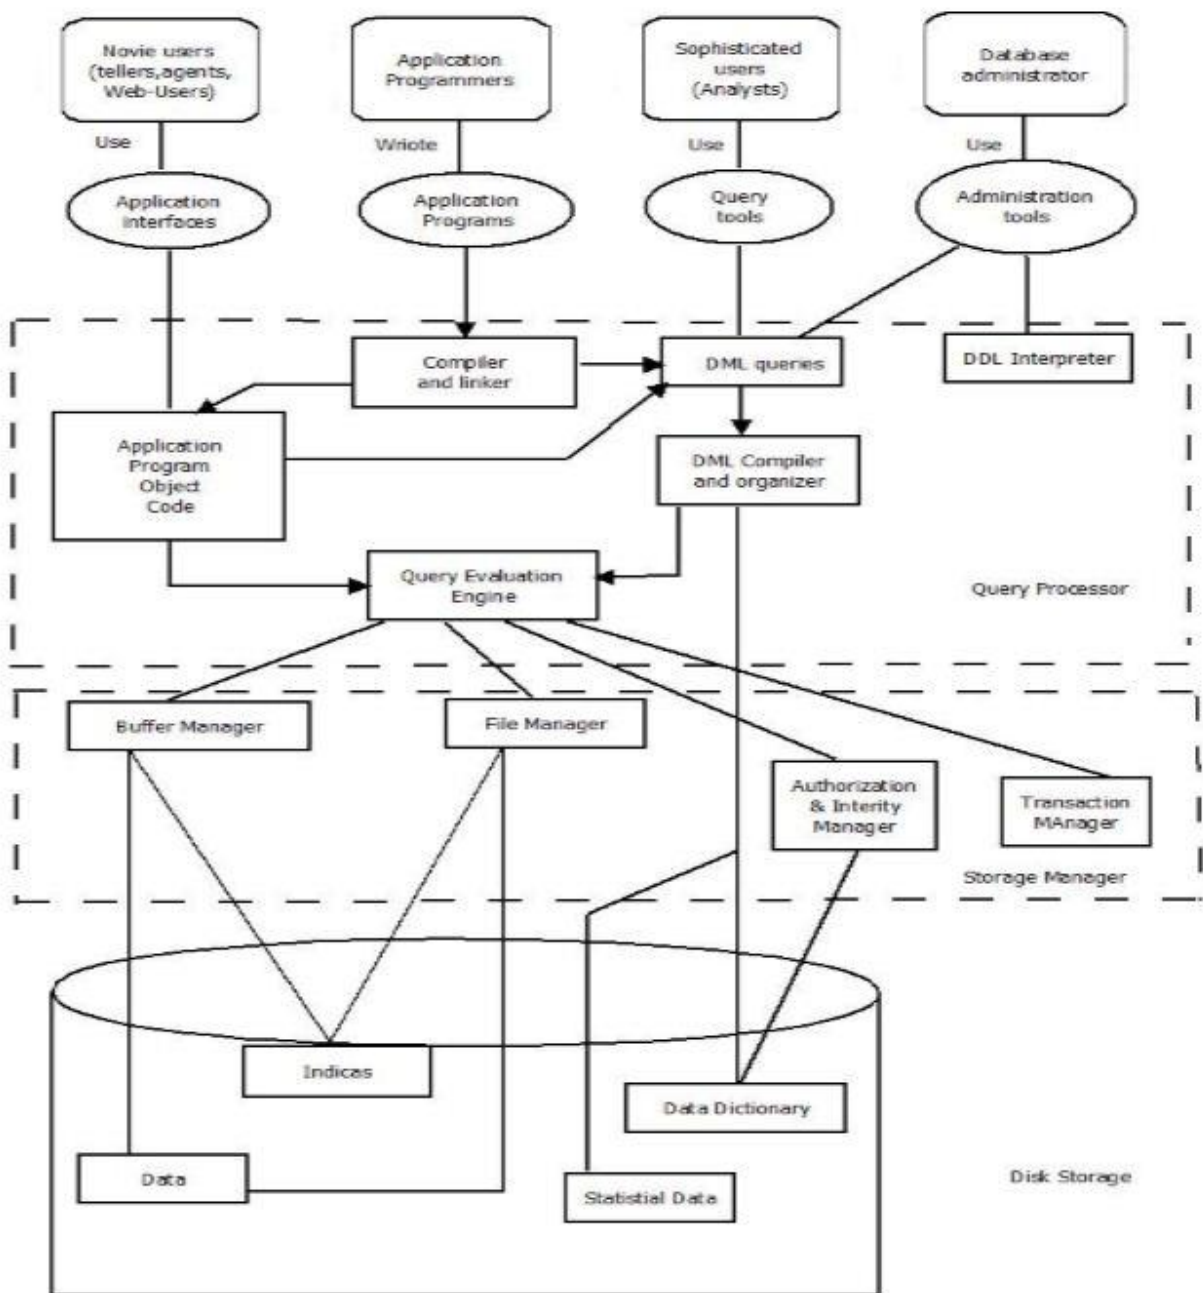 Novie users
(tellers,agents,
Web-Users)
Application
Programmers
Sophisticated
users
(Analysts)
Database
administrator
Use
Wriote
Use
Use
Application
interfaces
Application
Programs
Query
tools
Administration
tools
Compiler
and linker
DML queries
DDL Interpreter
Application
Program
Object
Code
DML Compiler
and organizer
Query Evaluation
Engine
Query Processor
Buffer Manager
File Manager
Authorization
& Interity
Manager
Transaction
MAnager
Storage Manager
Indicas
Data Dictionary
Data
Statistial Data
Disk Storage